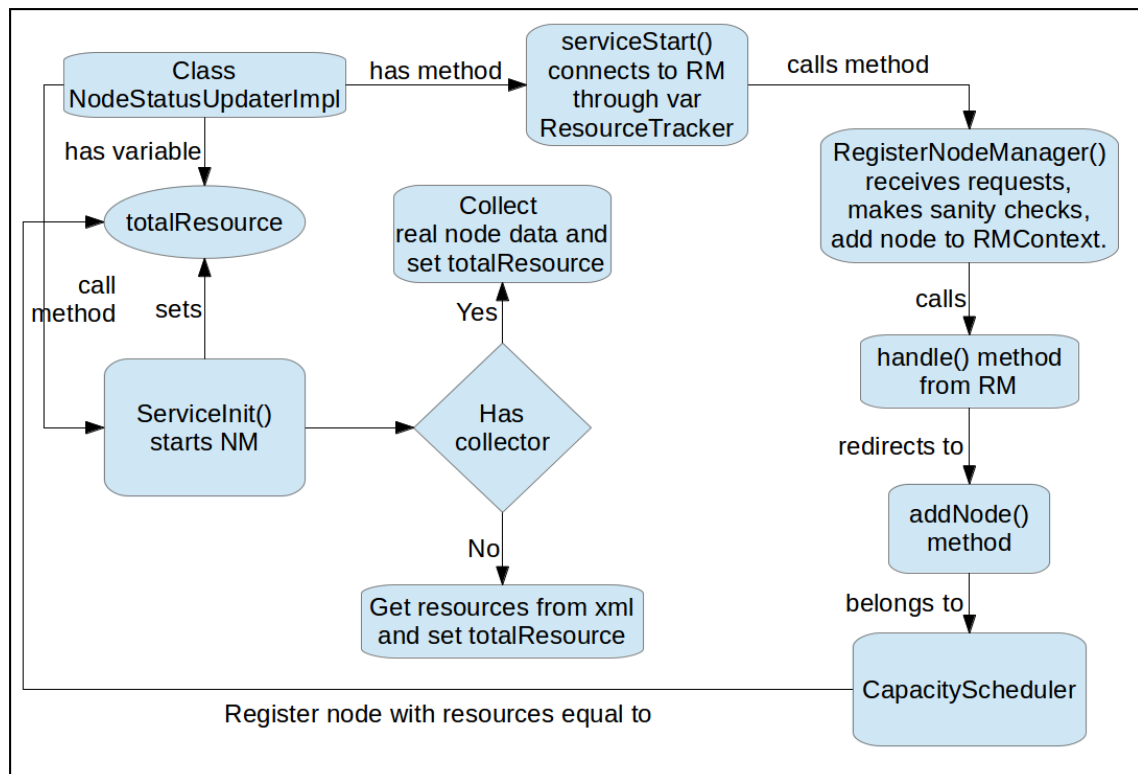 Class
NodeStatusUpdaterImpl
has method
serviceStart()
connects to RM
through var
ResourceTracker
calls method
RegisterNodeManager()
receives requests,
makes sanity checks,
add node to RMContext.
has variable
totalResource
Collect
real node data and
set totalResource
call
method
sets
Yes
calls
handle() method
from RM
ServiceInit()
starts NM
Has
collector
redirects to
addNode()
method
No
belongs to
Get resources from xml
and set totalResource
CapacityScheduler
Register node with resources equal to